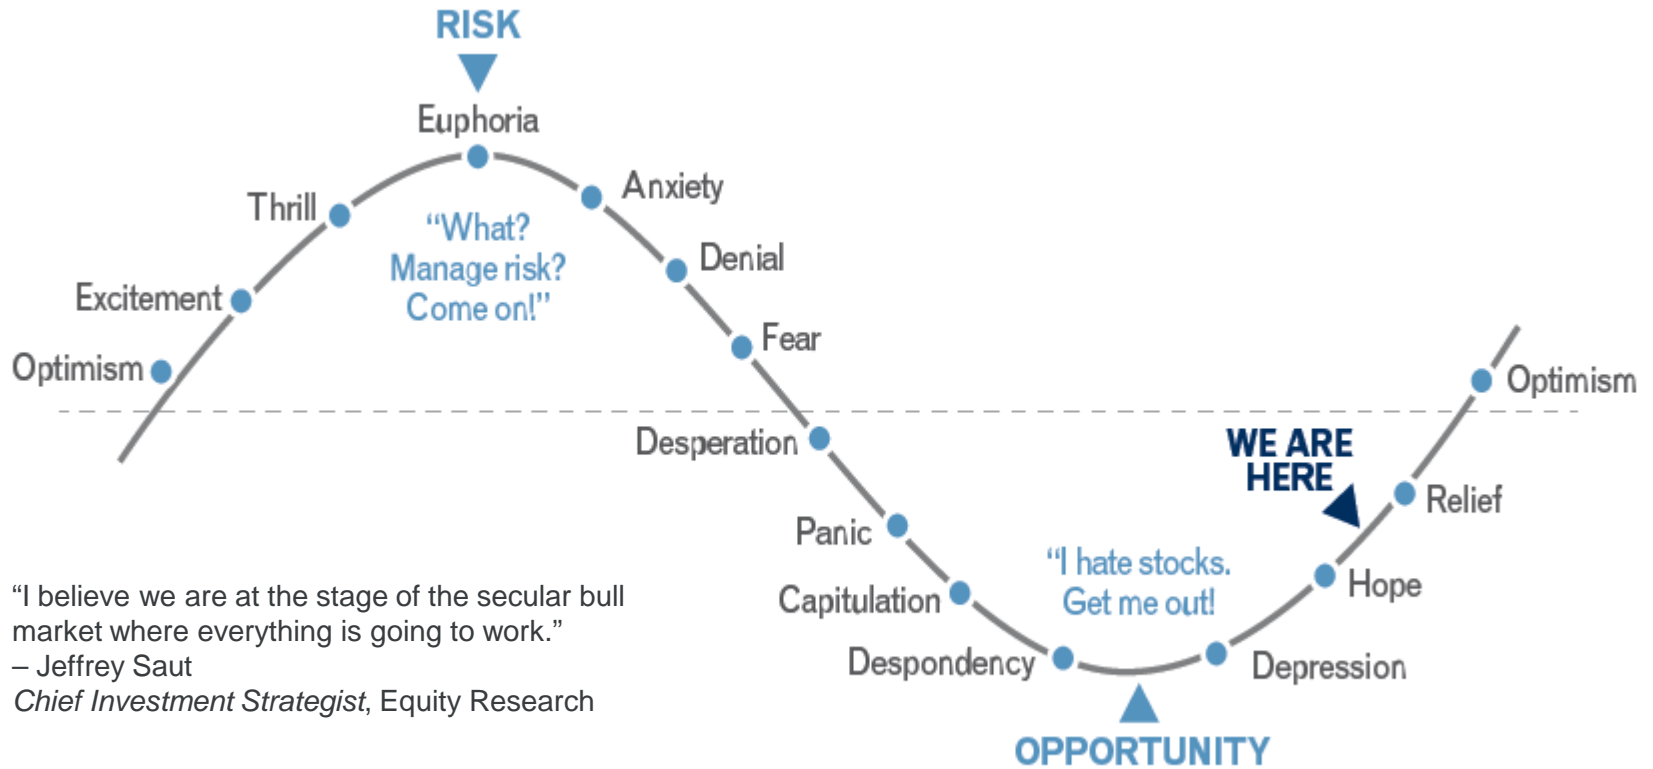 RISK
Euphoria
Thrill
Anxiety
“What?
Manage risk?
Come on!”
Denial
Excitement
Fear
Optimism
Optimism
Desperation
WE ARE
HERE
Relief
Panic
“I hate stocks.
Get me out!
Hope
Capitulation
Despondency
Depression
OPPORTUNITY
“I believe we are at the stage of the secular bull
market where everything is going to work.”
– Jeffrey Saut
Chief Investment Strategist, Equity Research